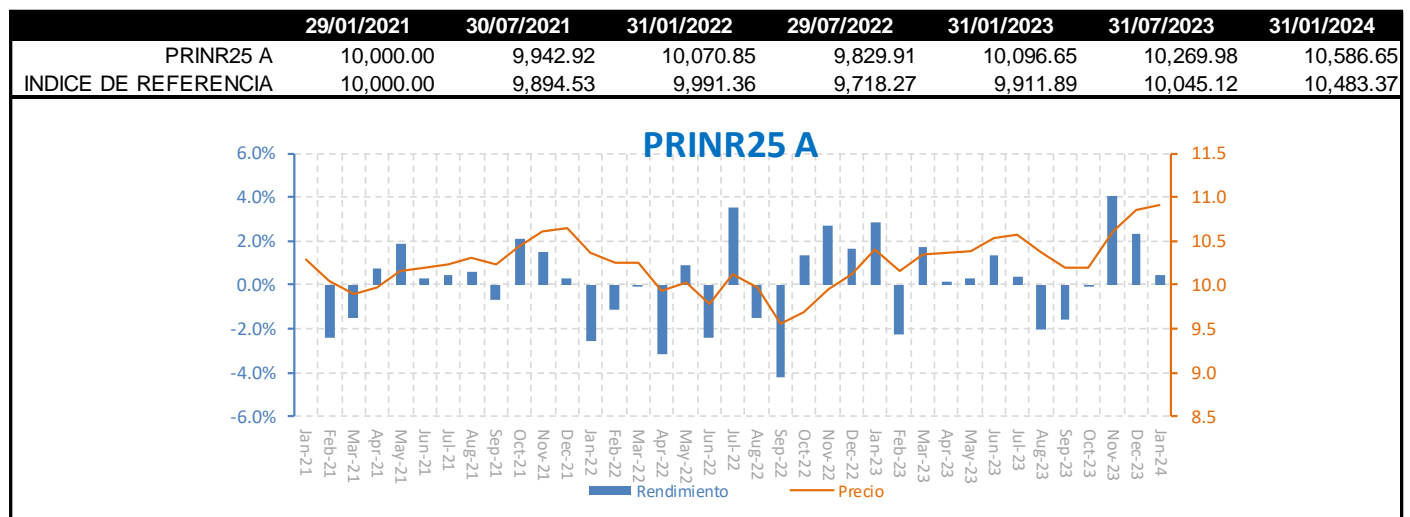 29/01/2021 30/07/2021 31/01/2022 29/07/2022 31/01/2023 31/07/2023 31/01/2024
PRINR25 A 10,000.00 9,942.92 10,070.85 9,829.91 10,096.65 10,269.98 10,586.65
INDICE DE REFERENCIA 10,000.00 9,894.53 9,991.36 9,718.27 9,911.89 10,045.12 10,483.37
PRINR25 A
6.0% 11.5
4.0% 11.0
2.0% 10.5
0.0% 10.0
-2.0% 9.5
-4.0% 9.0
-6.0% 8.5
Jan-21 Feb-21 Mar-21 Apr-21 May-21 Jun-21 Jul-21 Aug-21 Sep-21 Oct-21 Nov-21 Dec-21 Jan-22 Feb-22 Mar-22 Apr-22 May-22 Jun-22 Jul-22 Aug-22 Sep-22 Oct-22 Nov-22 Dec-22 Jan-23 Feb-23 Mar-23 Apr-23 May-23 Jun-23 Jul-23 Aug-23 Sep-23 Oct-23 Nov-23 Dec-23 Jan-24
Rendimiento Precio